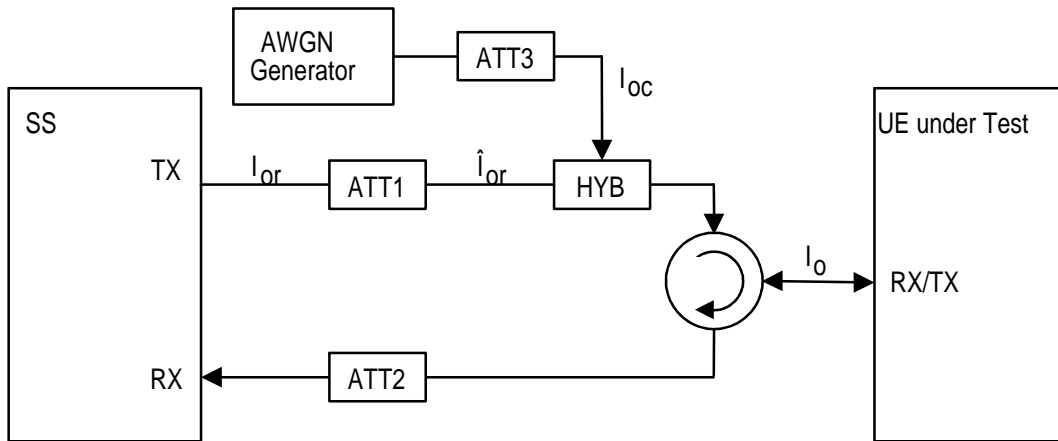 AWGN
Generator
ATT3
I_oc
SS
UE under Test
TX
I_or
ATT1
Î_or
HYB
I_o
RX/TX
RX
ATT2